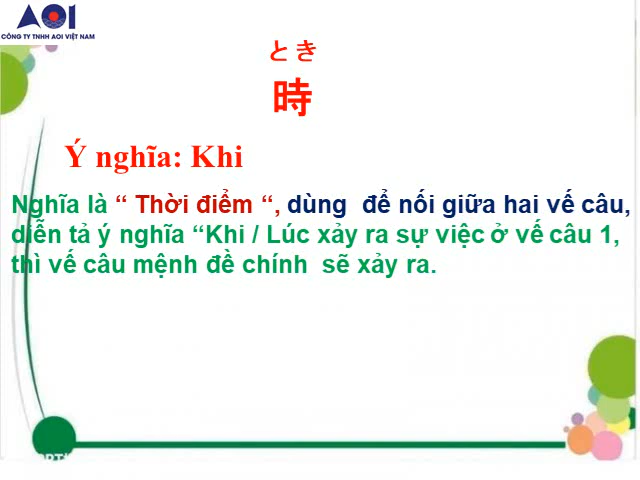 AOI
CÔNG TY TNHH AOI VIỆT NAM
とき
時
Ý nghĩa: Khi
Nghĩa là “ Thời điểm “, dùng để nối giữa hai vế câu,
diễn tả ý nghĩa “Khi / Lúc xảy ra sự việc ở vế câu 1,
thì vế câu mệnh đề chính sẽ xảy ra.